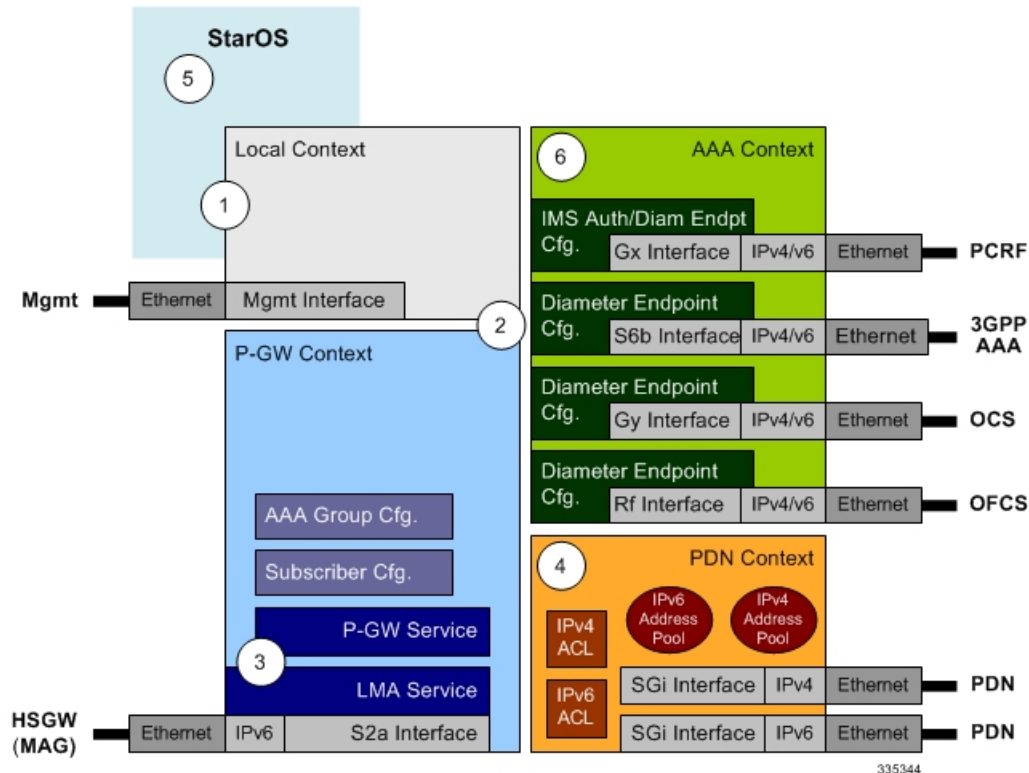 StarOS
5
Local Context
1
Mgmt
Ethernet
Mgmt Interface
2
P-GW Context
AAA Group Cfg.
Subscriber Cfg.
P-GW Service
3
LMA Service
HSGW
(MAG)
Ethernet
IPv6
S2a Interface
6
AAA Context
IMS Auth/Diam Endpt
Cfg.
Gx Interface
IPv4/v6
Ethernet
PCRF
Diameter Endpoint
Cfg.
S6b Interface
IPv4/v6
Ethernet
3GPP
AAA
Diameter Endpoint
Cfg.
Gy Interface
IPv4/v6
Ethernet
OCS
Diameter Endpoint
Cfg.
Rf Interface
IPv4/v6
Ethernet
OFCS
4
PDN Context
IPv6
Address
Pool
IPv4
Address
Pool
IPv4
ACL
IPv6
ACL
SGi Interface
IPv4
Ethernet
PDN
SGi Interface
IPv6
Ethernet
PDN
335344